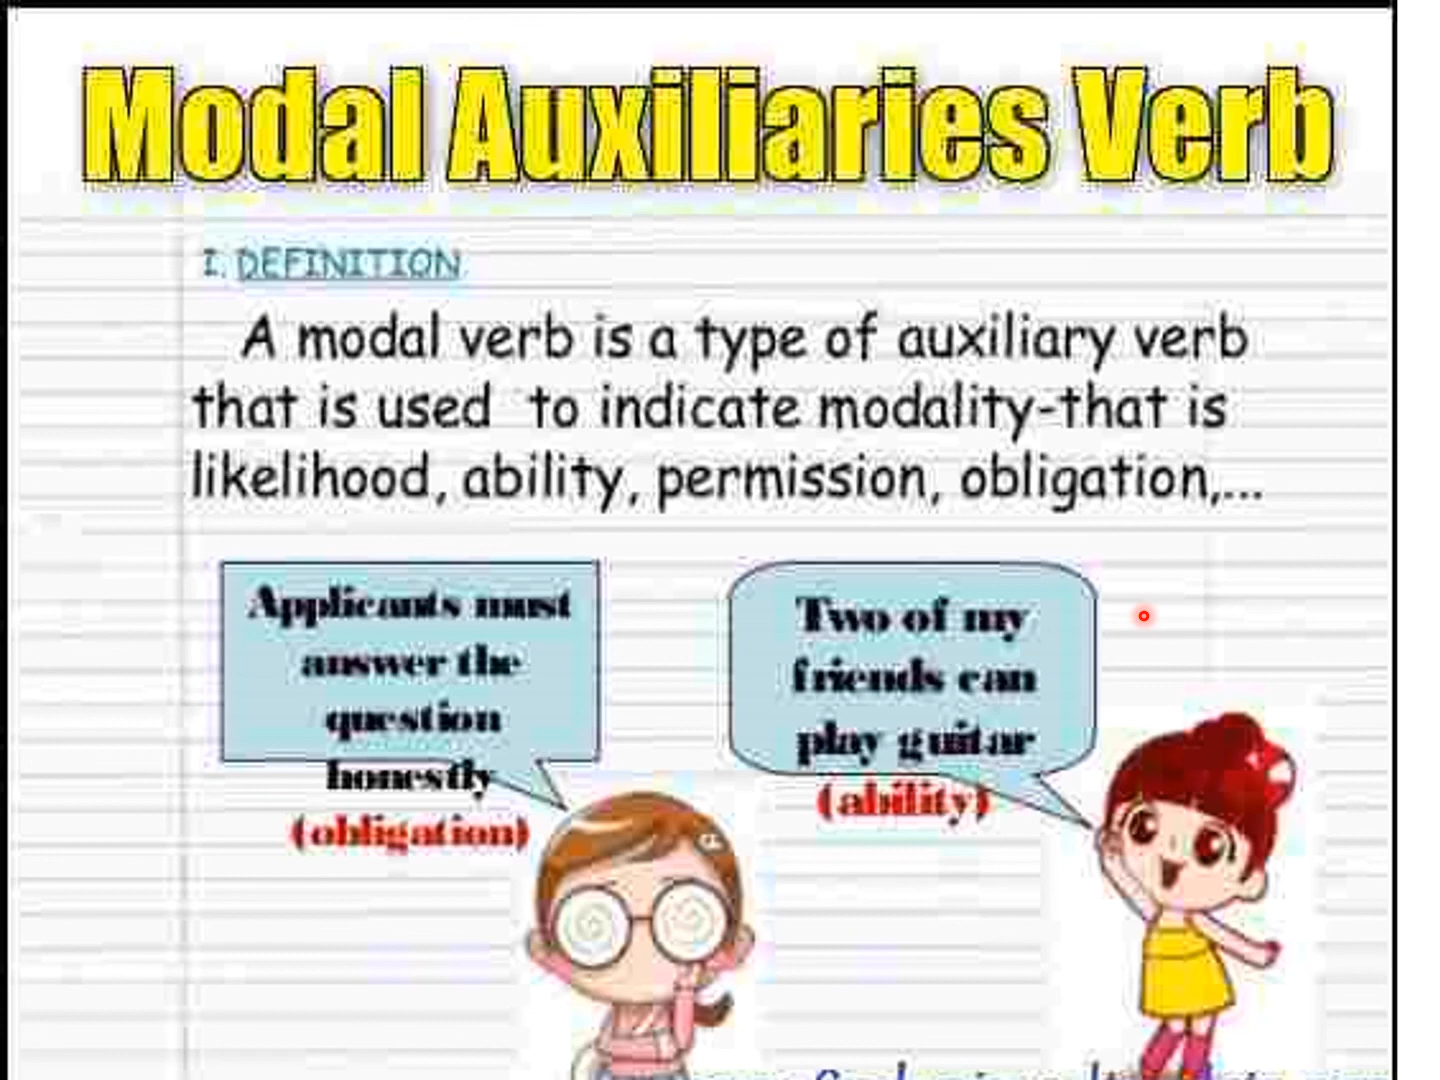 Modal Auxiliaries Verb
I. DEFINITION
A modal verb is a type of auxiliary verb
that is used to indicate modality-that is
likelihood, ability, permission, obligation,...
Applicants must
answer the
question
honestly
(obligation)
Two of my
friends can
play guitar
(ability)